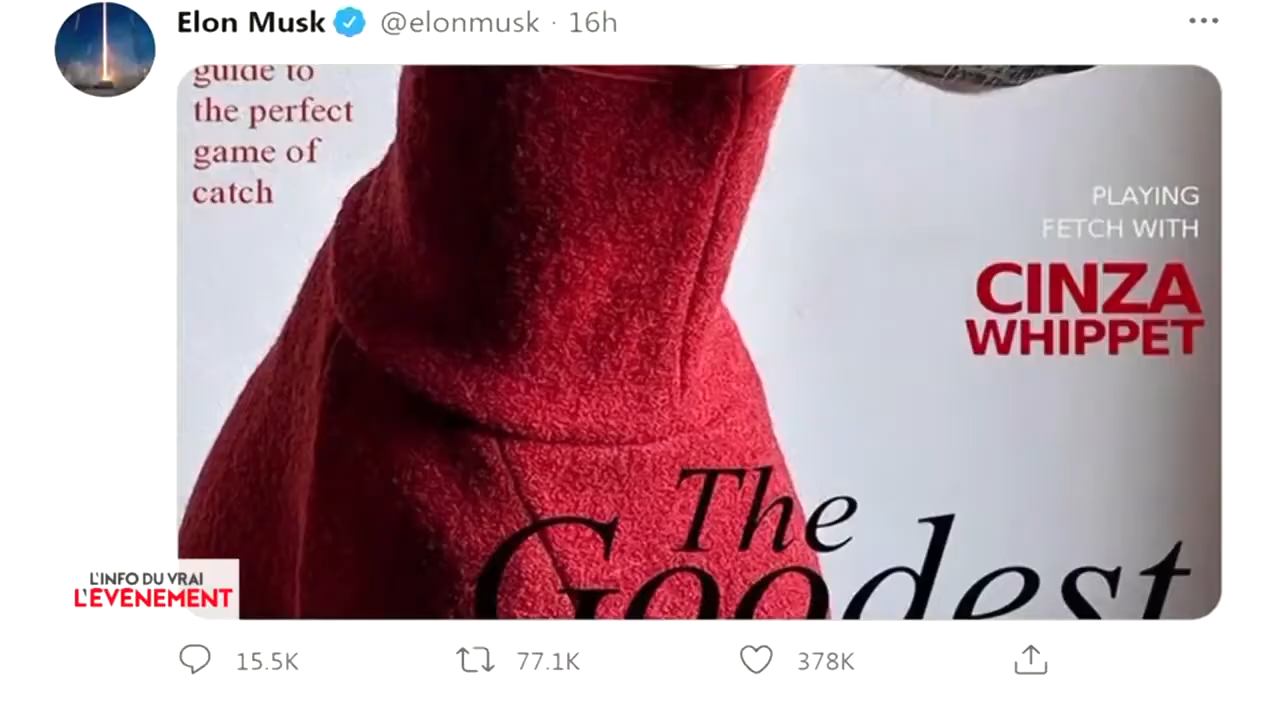 Elon Musk @elonmusk · 16h
guide to
the perfect
game of
catch
PLAYING
FETCH WITH
CINZA
WHIPPET
The
Goodest
L'INFO DU VRAI
L'ÉVÉNEMENT
15.5K 77.1K 378K